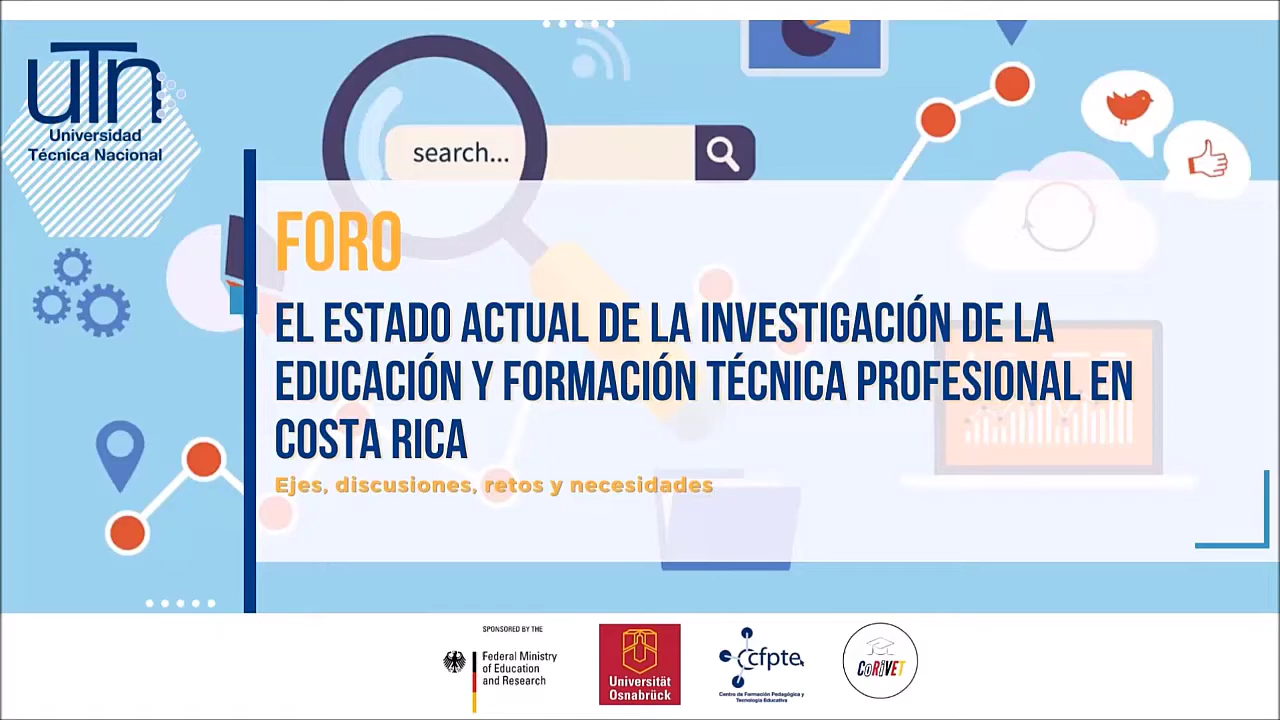 uTn
Universidad
Técnica Nacional
search...
FORO
EL ESTADO ACTUAL DE LA INVESTIGACIÓN DE LA
EDUCACIÓN Y FORMACIÓN TÉCNICA PROFESIONAL EN
COSTA RICA
Ejes, discusiones, retos y necesidades
SPONSORED BY THE
Federal Ministry
of Education
and Research
Universität
Osnabrück
cfpte
Centro de Formación Pedagógica y
Tecnología Educativa
CoRiVET